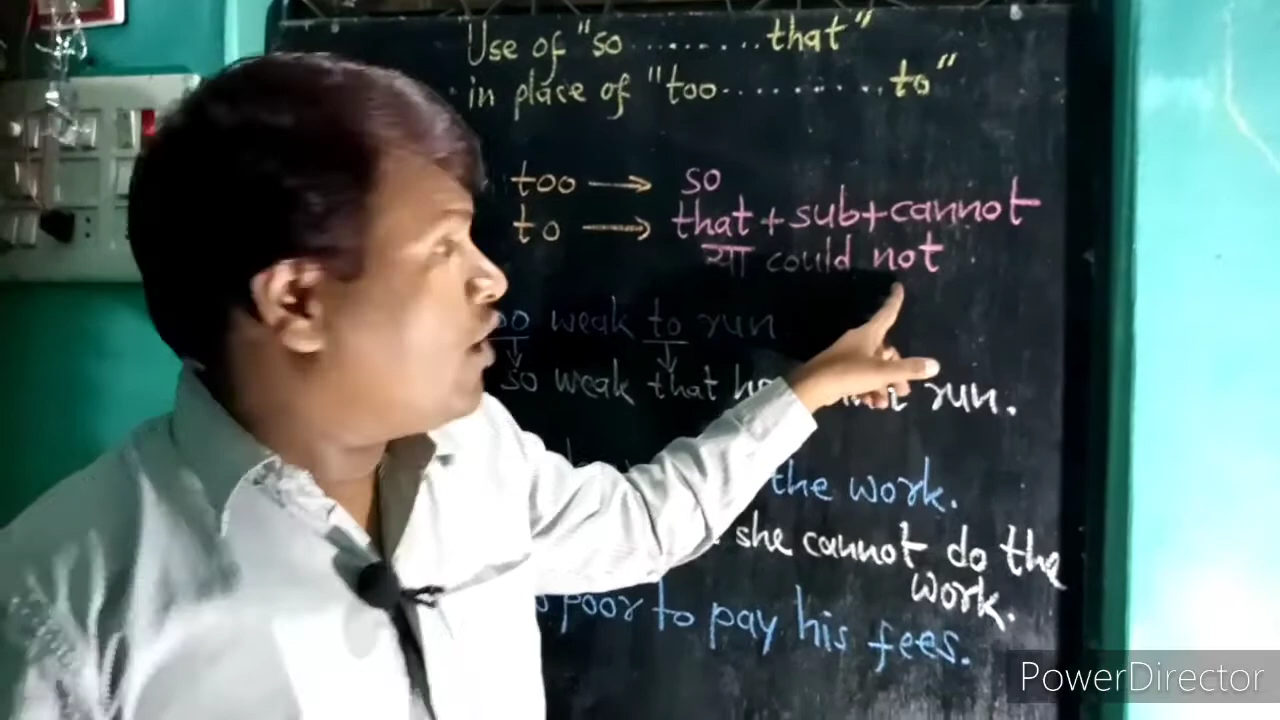 Use of "so ......... that"
in place of "too .......... to"
too → so
to → that + sub + cannot
या could not
weak to run
so weak that run.
the work.
she cannot do the
work.
poor to pay his fees.
PowerDirector